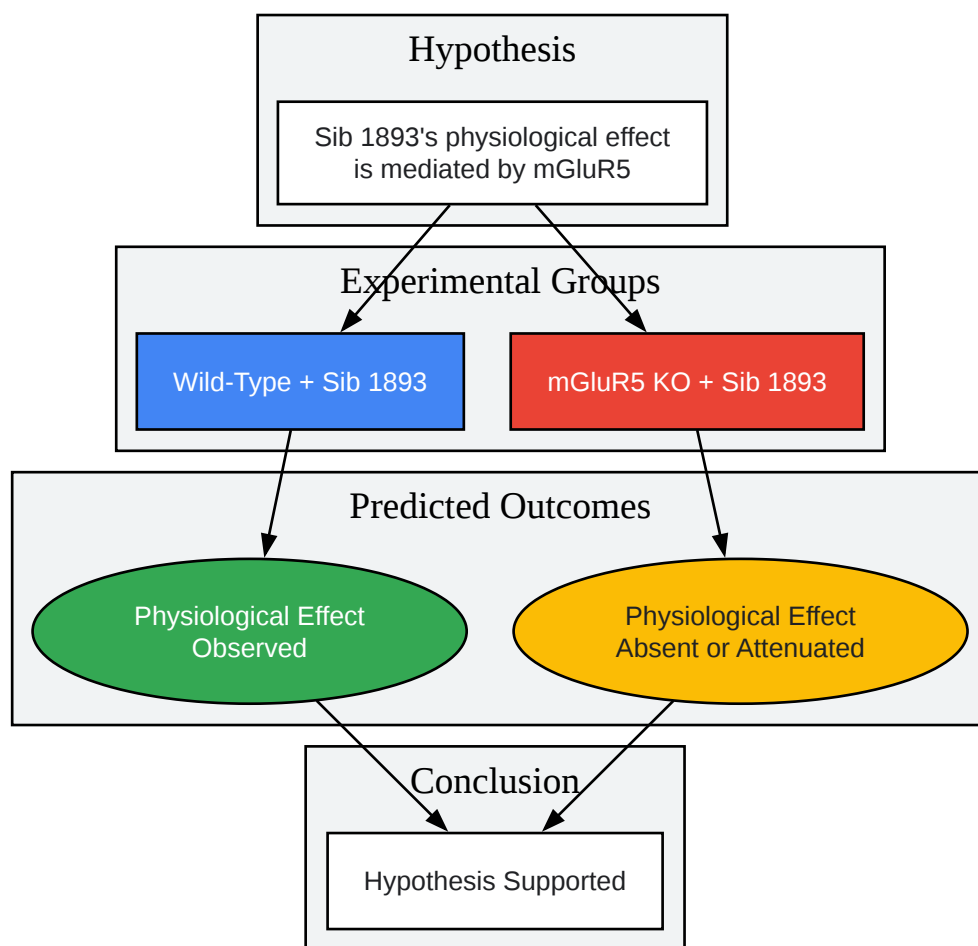 Hypothesis
Sib 1893's physiological effect
is mediated by mGluR5
Experimental Groups
Wild-Type + Sib 1893
mGluR5 KO + Sib 1893
Predicted Outcomes
Physiological Effect
Observed
Physiological Effect
Absent or Attenuated
Conclusion
Hypothesis Supported